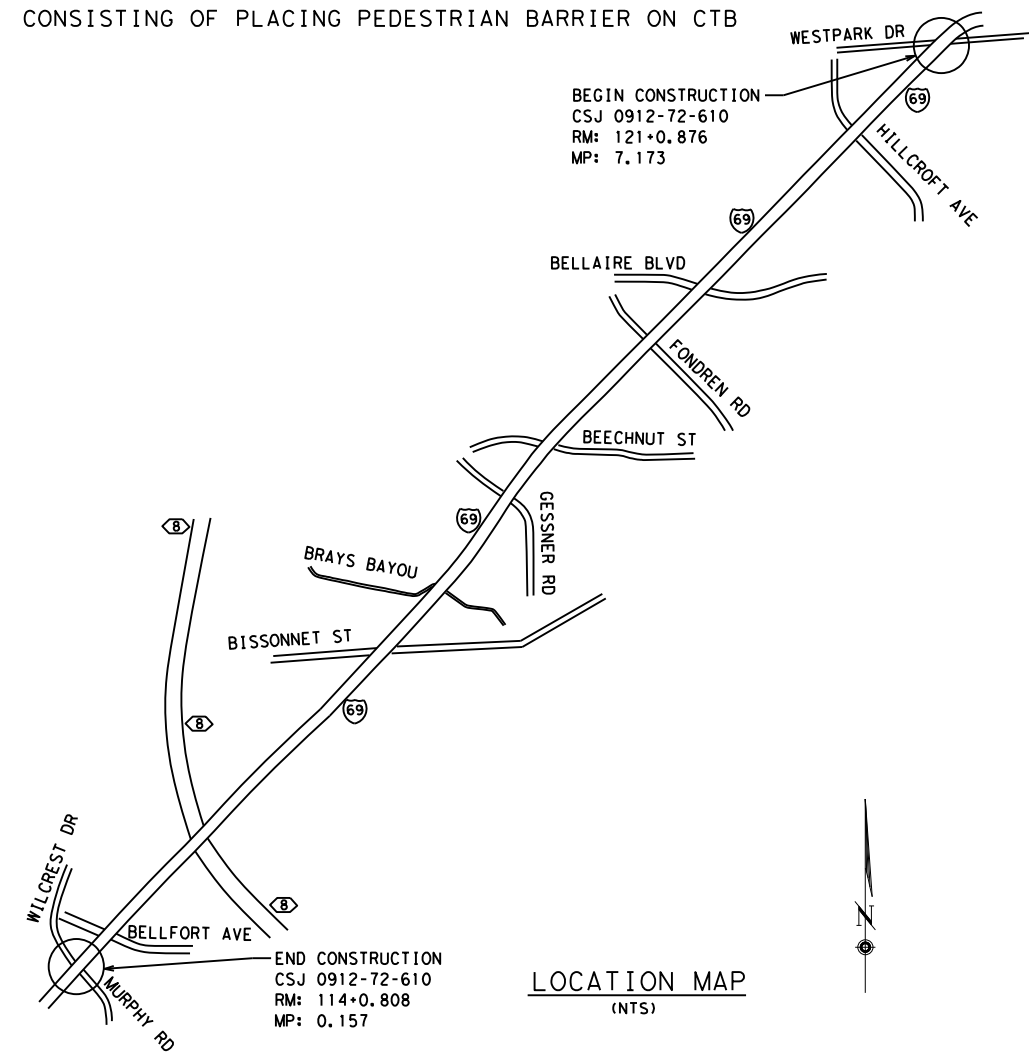 CONSISTING OF PLACING PEDESTRIAN BARRIER ON CTB
WESTPARK DR
BEGIN CONSTRUCTION
CSJ 0912-72-610
RM: 121+0.876
MP: 7.173
69
HILLCROFT AVE
69
BELLAIRE BLVD
FONDREN RD
BEECHNUT ST
GESSNER RD
69
8
BRAYS BAYOU
BISSONNET ST
69
8
WILCREST DR
8
BELLFORT AVE
END CONSTRUCTION
CSJ 0912-72-610
RM: 114+0.808
MP: 0.157
MURPHY RD
N
LOCATION MAP
(NTS)